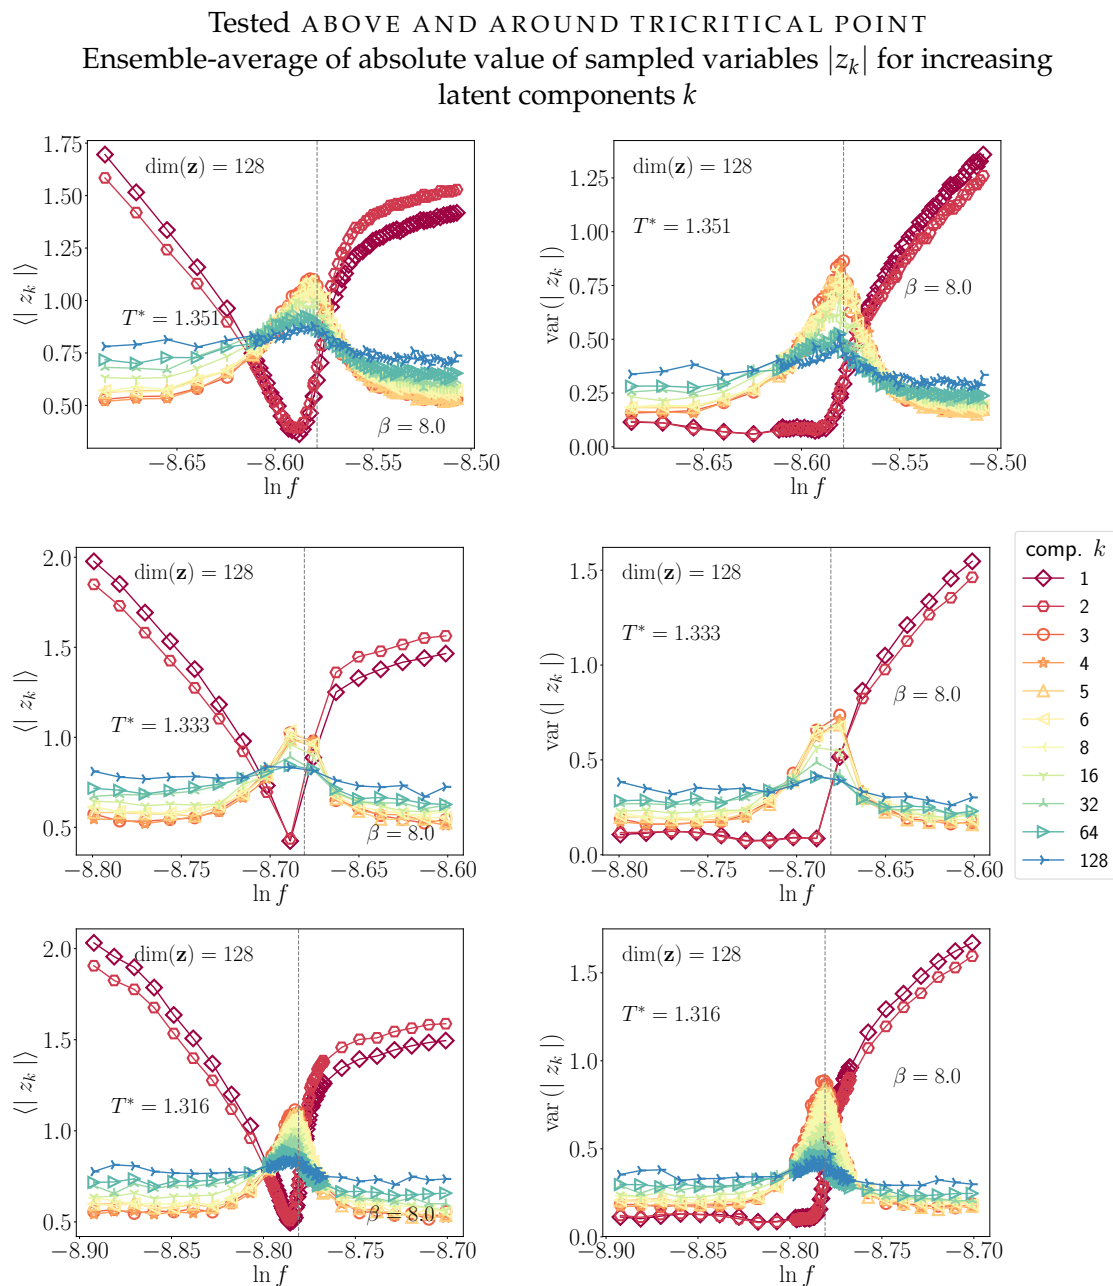 Tested ABOVE AND AROUND TRICRITICAL POINT
Ensemble-average of absolute value of sampled variables |z_k| for increasing
latent components k
1.75
1.50
1.25
1.00
0.75
0.50
⟨| z_k |⟩
dim(z) = 128
T* = 1.351
β = 8.0
−8.65
−8.60
−8.55
−8.50
ln f
1.25
1.00
0.75
0.50
0.25
0.00
var (| z_k |)
dim(z) = 128
T* = 1.351
β = 8.0
−8.65
−8.60
−8.55
−8.50
ln f
2.0
1.5
1.0
0.5
⟨| z_k |⟩
dim(z) = 128
T* = 1.333
β = 8.0
−8.80
−8.75
−8.70
−8.65
−8.60
ln f
1.5
1.0
0.5
0.0
var (| z_k |)
dim(z) = 128
T* = 1.333
β = 8.0
−8.80
−8.75
−8.70
−8.65
−8.60
ln f
comp. k
1
2
3
4
5
6
8
16
32
64
128
2.0
1.5
1.0
0.5
⟨| z_k |⟩
dim(z) = 128
T* = 1.316
β = 8.0
−8.90
−8.85
−8.80
−8.75
−8.70
ln f
1.5
1.0
0.5
0.0
var (| z_k |)
dim(z) = 128
T* = 1.316
β = 8.0
−8.90
−8.85
−8.80
−8.75
−8.70
ln f